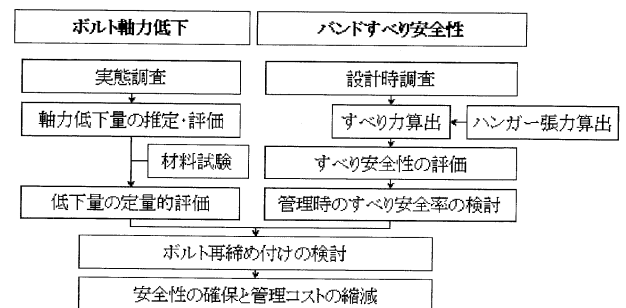 ボルト軸力低下
バンドすべり安全性
実態調査
設計時調査
軸力低下量の推定・評価
すべり力算出
ハンガー張力算出
材料試験
すべり安全性の評価
低下量の定量的評価
管理時のすべり安全率の検討
ボルト再締め付けの検討
安全性の確保と管理コストの縮減